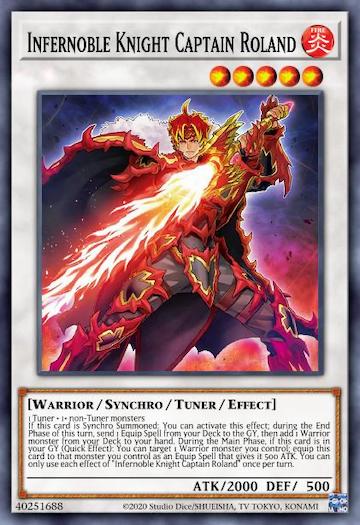 INFERNOBLE KNIGHT CAPTAIN ROLAND
FIRE
炎
[WARRIOR / SYNCHRO / TUNER / EFFECT]
1 Tuner + 1+ non-Tuner monsters
If this card is Synchro Summoned: You can activate this effect; during the End
Phase of this turn, send 1 Equip Spell from your Deck to the GY, then add 1 Warrior
monster from your Deck to your hand. During the Main Phase, if this card is in
your GY (Quick Effect): You can target 1 Warrior monster you control; equip this
card to that monster you control as an Equip Spell that gives it 500 ATK. You can
only use each effect of "Infernoble Knight Captain Roland" once per turn.
ATK/2000 DEF/ 500
40251688 ©2020 Studio Dice/SHUEISHA, TV TOKYO, KONAMI